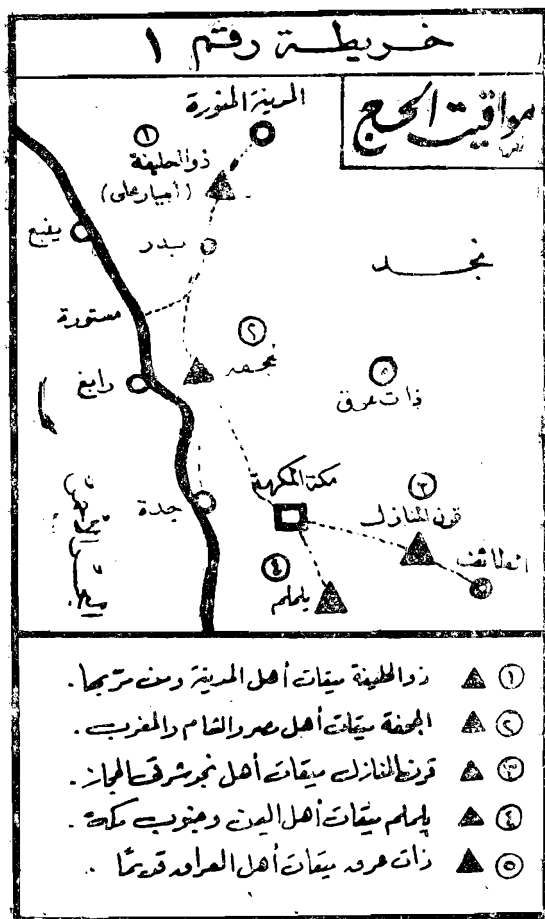 خريطة رقم ١
مواقيت الحج
المدينة المنورة
١
ذو الحليفة
(أبيار على)
ينبع
بدر
نجد
مستورة
٢
جحفه
رابغ
٥
ذات عرق
مكة المكرمة
٣
قرن المنازل
الطائف
جدة
٤
يلملم
١ ذو الحليفة ميقات أهل المدينة ومن مرّ بها .
٢ الجحفة ميقات أهل مصر والشام والمغرب .
٣ قرن المنازل ميقات أهل نجد شرقى الحجاز .
٤ يلملم ميقات أهل اليمن وجنوب مكة .
٥ ذات عرق ميقات أهل العراق قديمًا .